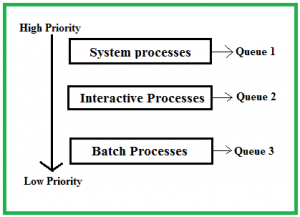 High Priority
System processes
Queue 1
Interactive Processes
Queue 2
Batch Processes
Queue 3
Low Priority